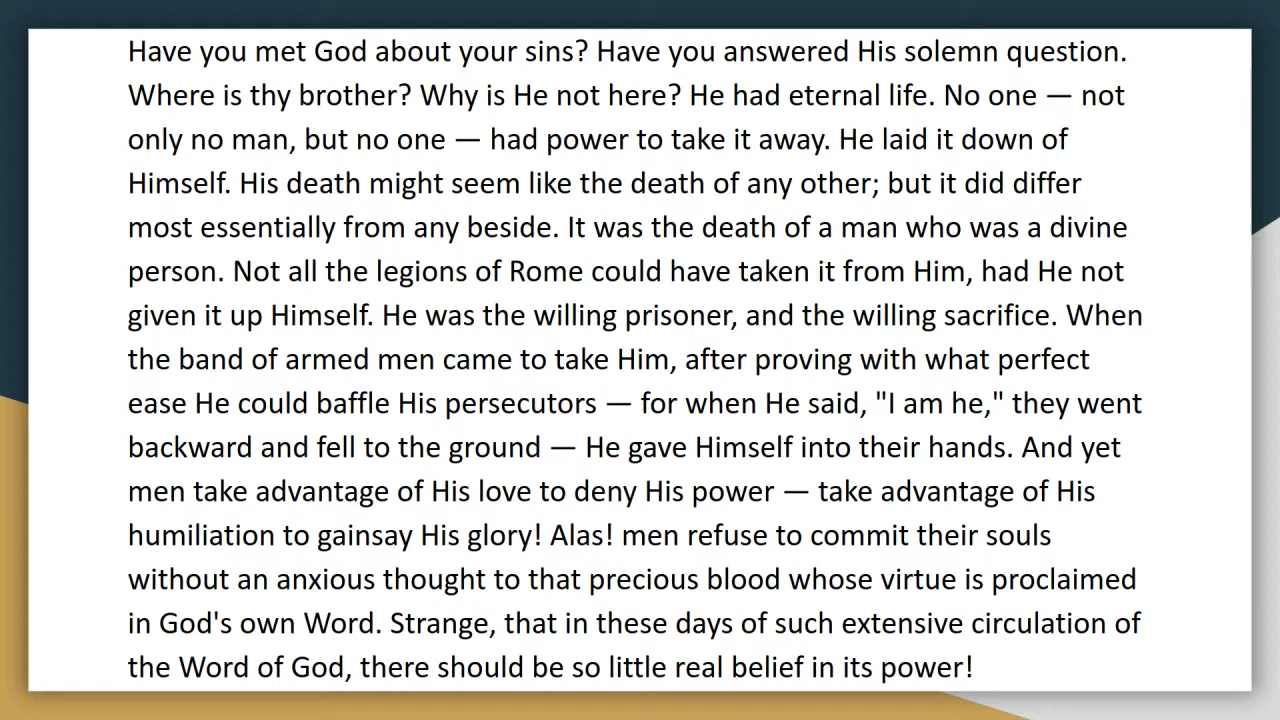 Have you met God about your sins? Have you answered His solemn question.
Where is thy brother? Why is He not here? He had eternal life. No one — not
only no man, but no one — had power to take it away. He laid it down of
Himself. His death might seem like the death of any other; but it did differ
most essentially from any beside. It was the death of a man who was a divine
person. Not all the legions of Rome could have taken it from Him, had He not
given it up Himself. He was the willing prisoner, and the willing sacrifice. When
the band of armed men came to take Him, after proving with what perfect
ease He could baffle His persecutors — for when He said, "I am he," they went
backward and fell to the ground — He gave Himself into their hands. And yet
men take advantage of His love to deny His power — take advantage of His
humiliation to gainsay His glory! Alas! men refuse to commit their souls
without an anxious thought to that precious blood whose virtue is proclaimed
in God's own Word. Strange, that in these days of such extensive circulation of
the Word of God, there should be so little real belief in its power!